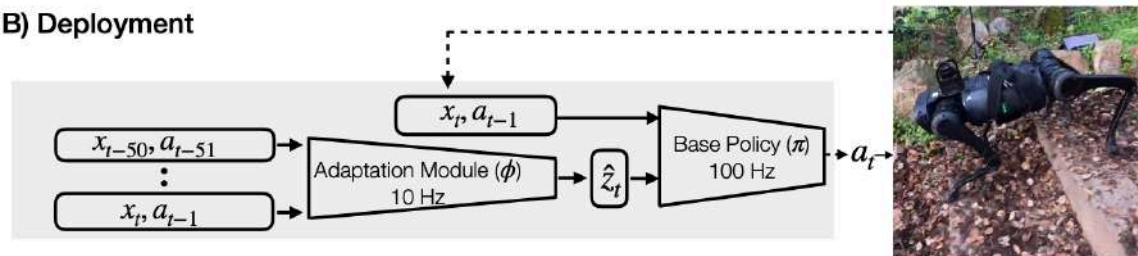 B) Deployment
x_t, a_{t−1}
x_{t−50}, a_{t−51}
⋮
x_t, a_{t−1}
Adaptation Module (ϕ)
10 Hz
ẑ_t
Base Policy (π)
100 Hz
a_t